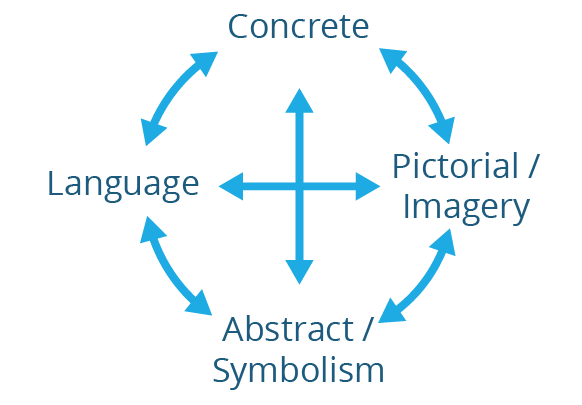 Concrete
Language
Pictorial /
Imagery
Abstract /
Symbolism